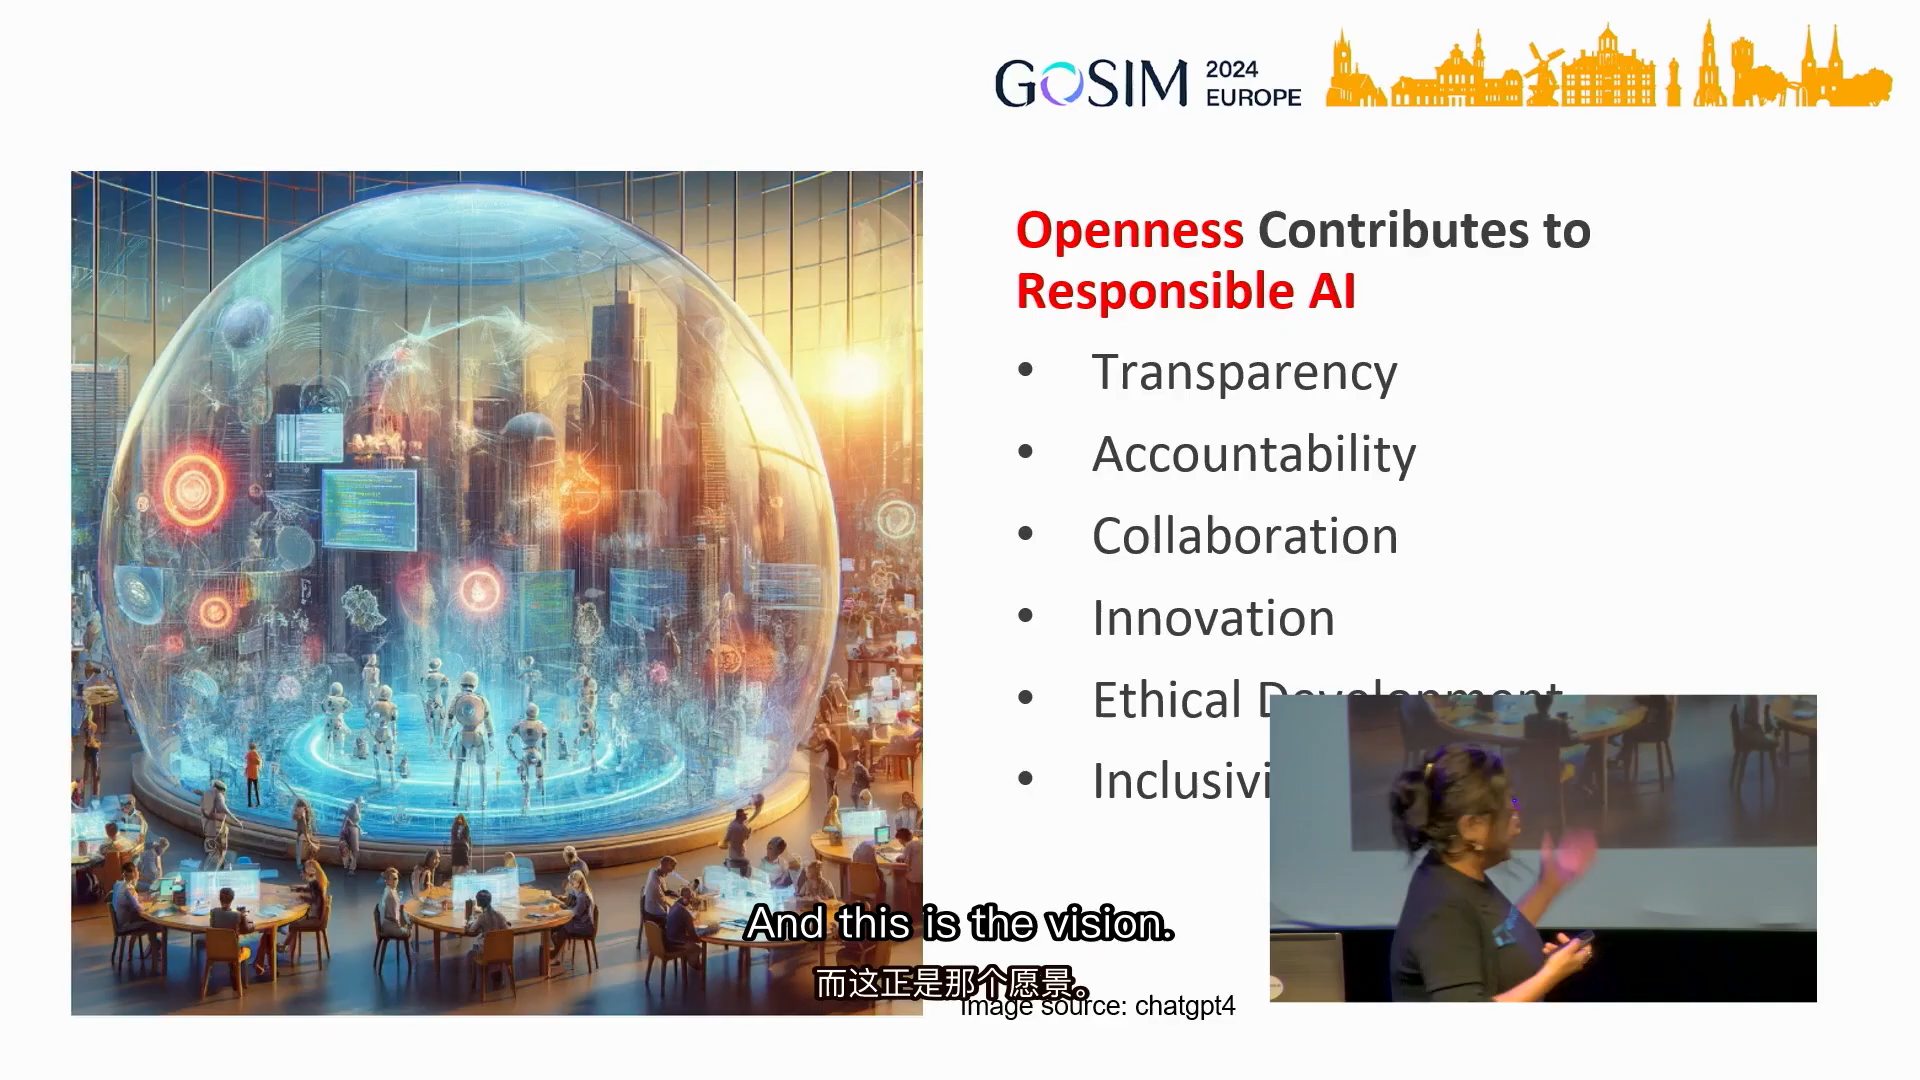 GOSIM 2024 EUROPE
Openness Contributes to
Responsible AI
• Transparency
• Accountability
• Collaboration
• Innovation
• Ethical Development
• Inclusivi
And this is the vision.
而这正是那个愿景。
Image source: chatgpt4